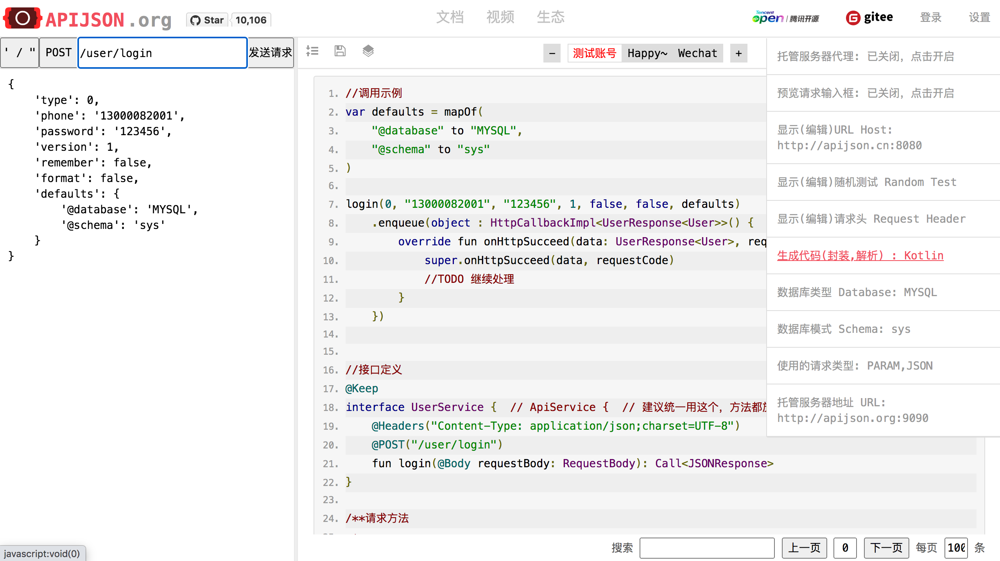 APIJSON.org
Star 10,106
文档 视频 生态
Tencent Open 腾讯开源
gitee
登录 设置
' / " POST /user/login 发送请求
{
    'type': 0,
    'phone': '13000082001',
    'password': '123456',
    'version': 1,
    'remember': false,
    'format': false,
    'defaults': {
        '@database': 'MYSQL',
        '@schema': 'sys'
    }
}
javascript:void(0)
- 测试账号 Happy~ Wechat +
1. //调用示例
2. var defaults = mapOf(
3.     "@database" to "MYSQL",
4.     "@schema" to "sys"
5. )
6.
7. login(0, "13000082001", "123456", 1, false, false, defaults)
8.     .enqueue(object : HttpCallbackImpl<UserResponse<User>>() {
9.         override fun onHttpSucceed(data: UserResponse<User>, req
10.             super.onHttpSucceed(data, requestCode)
11.             //TODO 继续处理
12.         }
13.     })
14.
15.
16. //接口定义
17. @Keep
18. interface UserService {  // ApiService {  // 建议统一用这个，方法都
19.     @Headers("Content-Type: application/json;charset=UTF-8")
20.     @POST("/user/login")
21.     fun login(@Body requestBody: RequestBody): Call<JSONResponse>
22. }
23.
24. /**请求方法
托管服务器代理: 已关闭，点击开启
预览请求输入框: 已关闭，点击开启
显示(编辑)URL Host:
http://apijson.cn:8080
显示(编辑)随机测试 Random Test
显示(编辑)请求头 Request Header
生成代码(封装,解析) : Kotlin
数据库类型 Database: MYSQL
数据库模式 Schema: sys
使用的请求类型: PARAM,JSON
托管服务器地址 URL:
http://apijson.org:9090
搜索 上一页 0 下一页 每页 100 条